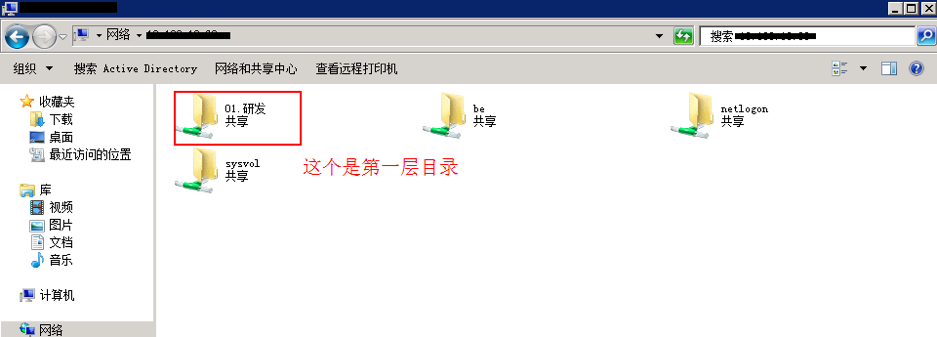 网络
搜索
组织 搜索 Active Directory 网络和共享中心 查看远程打印机
收藏夹
下载
桌面
最近访问的位置
库
视频
图片
文档
音乐
计算机
网络
01.研发
共享
be
共享
netlogon
共享
sysvol
共享
这个是第一层目录